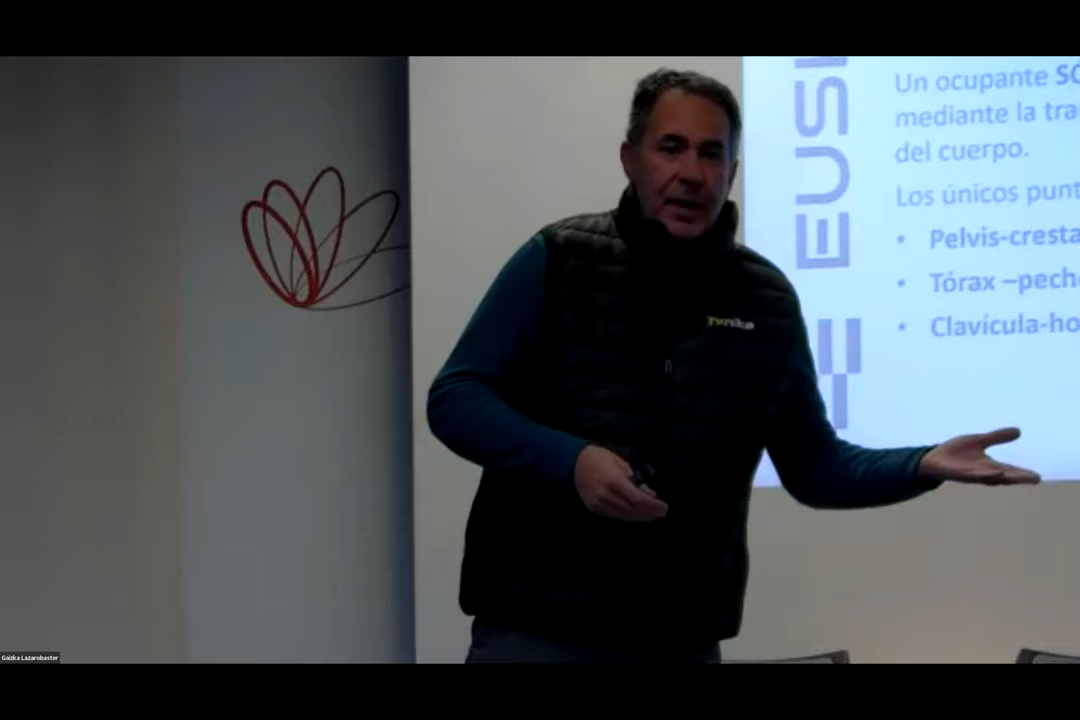 Un ocupante SO
mediante la tra
del cuerpo.
Los únicos punt
• Pelvis-cresta
• Tórax –pech
• Clavícula-ho
EUSK
Gaizka Lazarobaster